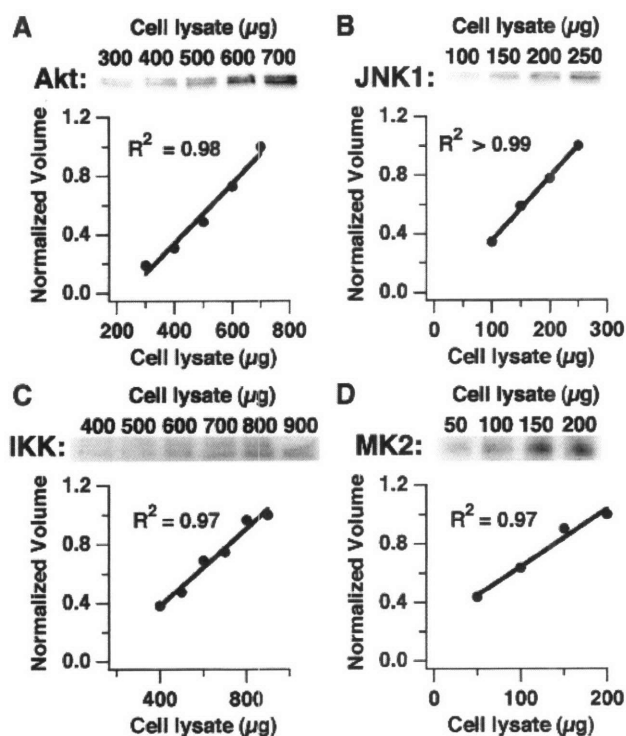 A
Cell lysate (µg)
300 400 500 600 700
Akt:
1.2
0.8
0.4
0.0
Normalized Volume
R² = 0.98
200 400 600 800
Cell lysate (µg)
B
Cell lysate (µg)
100 150 200 250
JNK1:
1.2
0.8
0.4
0.0
Normalized Volume
R² > 0.99
0 100 200 300
Cell lysate (µg)
C
Cell lysate (µg)
400 500 600 700 800 900
IKK:
1.2
0.8
0.4
0.0
Normalized Volume
R² = 0.97
400 800
Cell lysate (µg)
D
Cell lysate (µg)
50 100 150 200
MK2:
1.2
0.8
0.4
0.0
Normalized Volume
R² = 0.97
0 100 200
Cell lysate (µg)